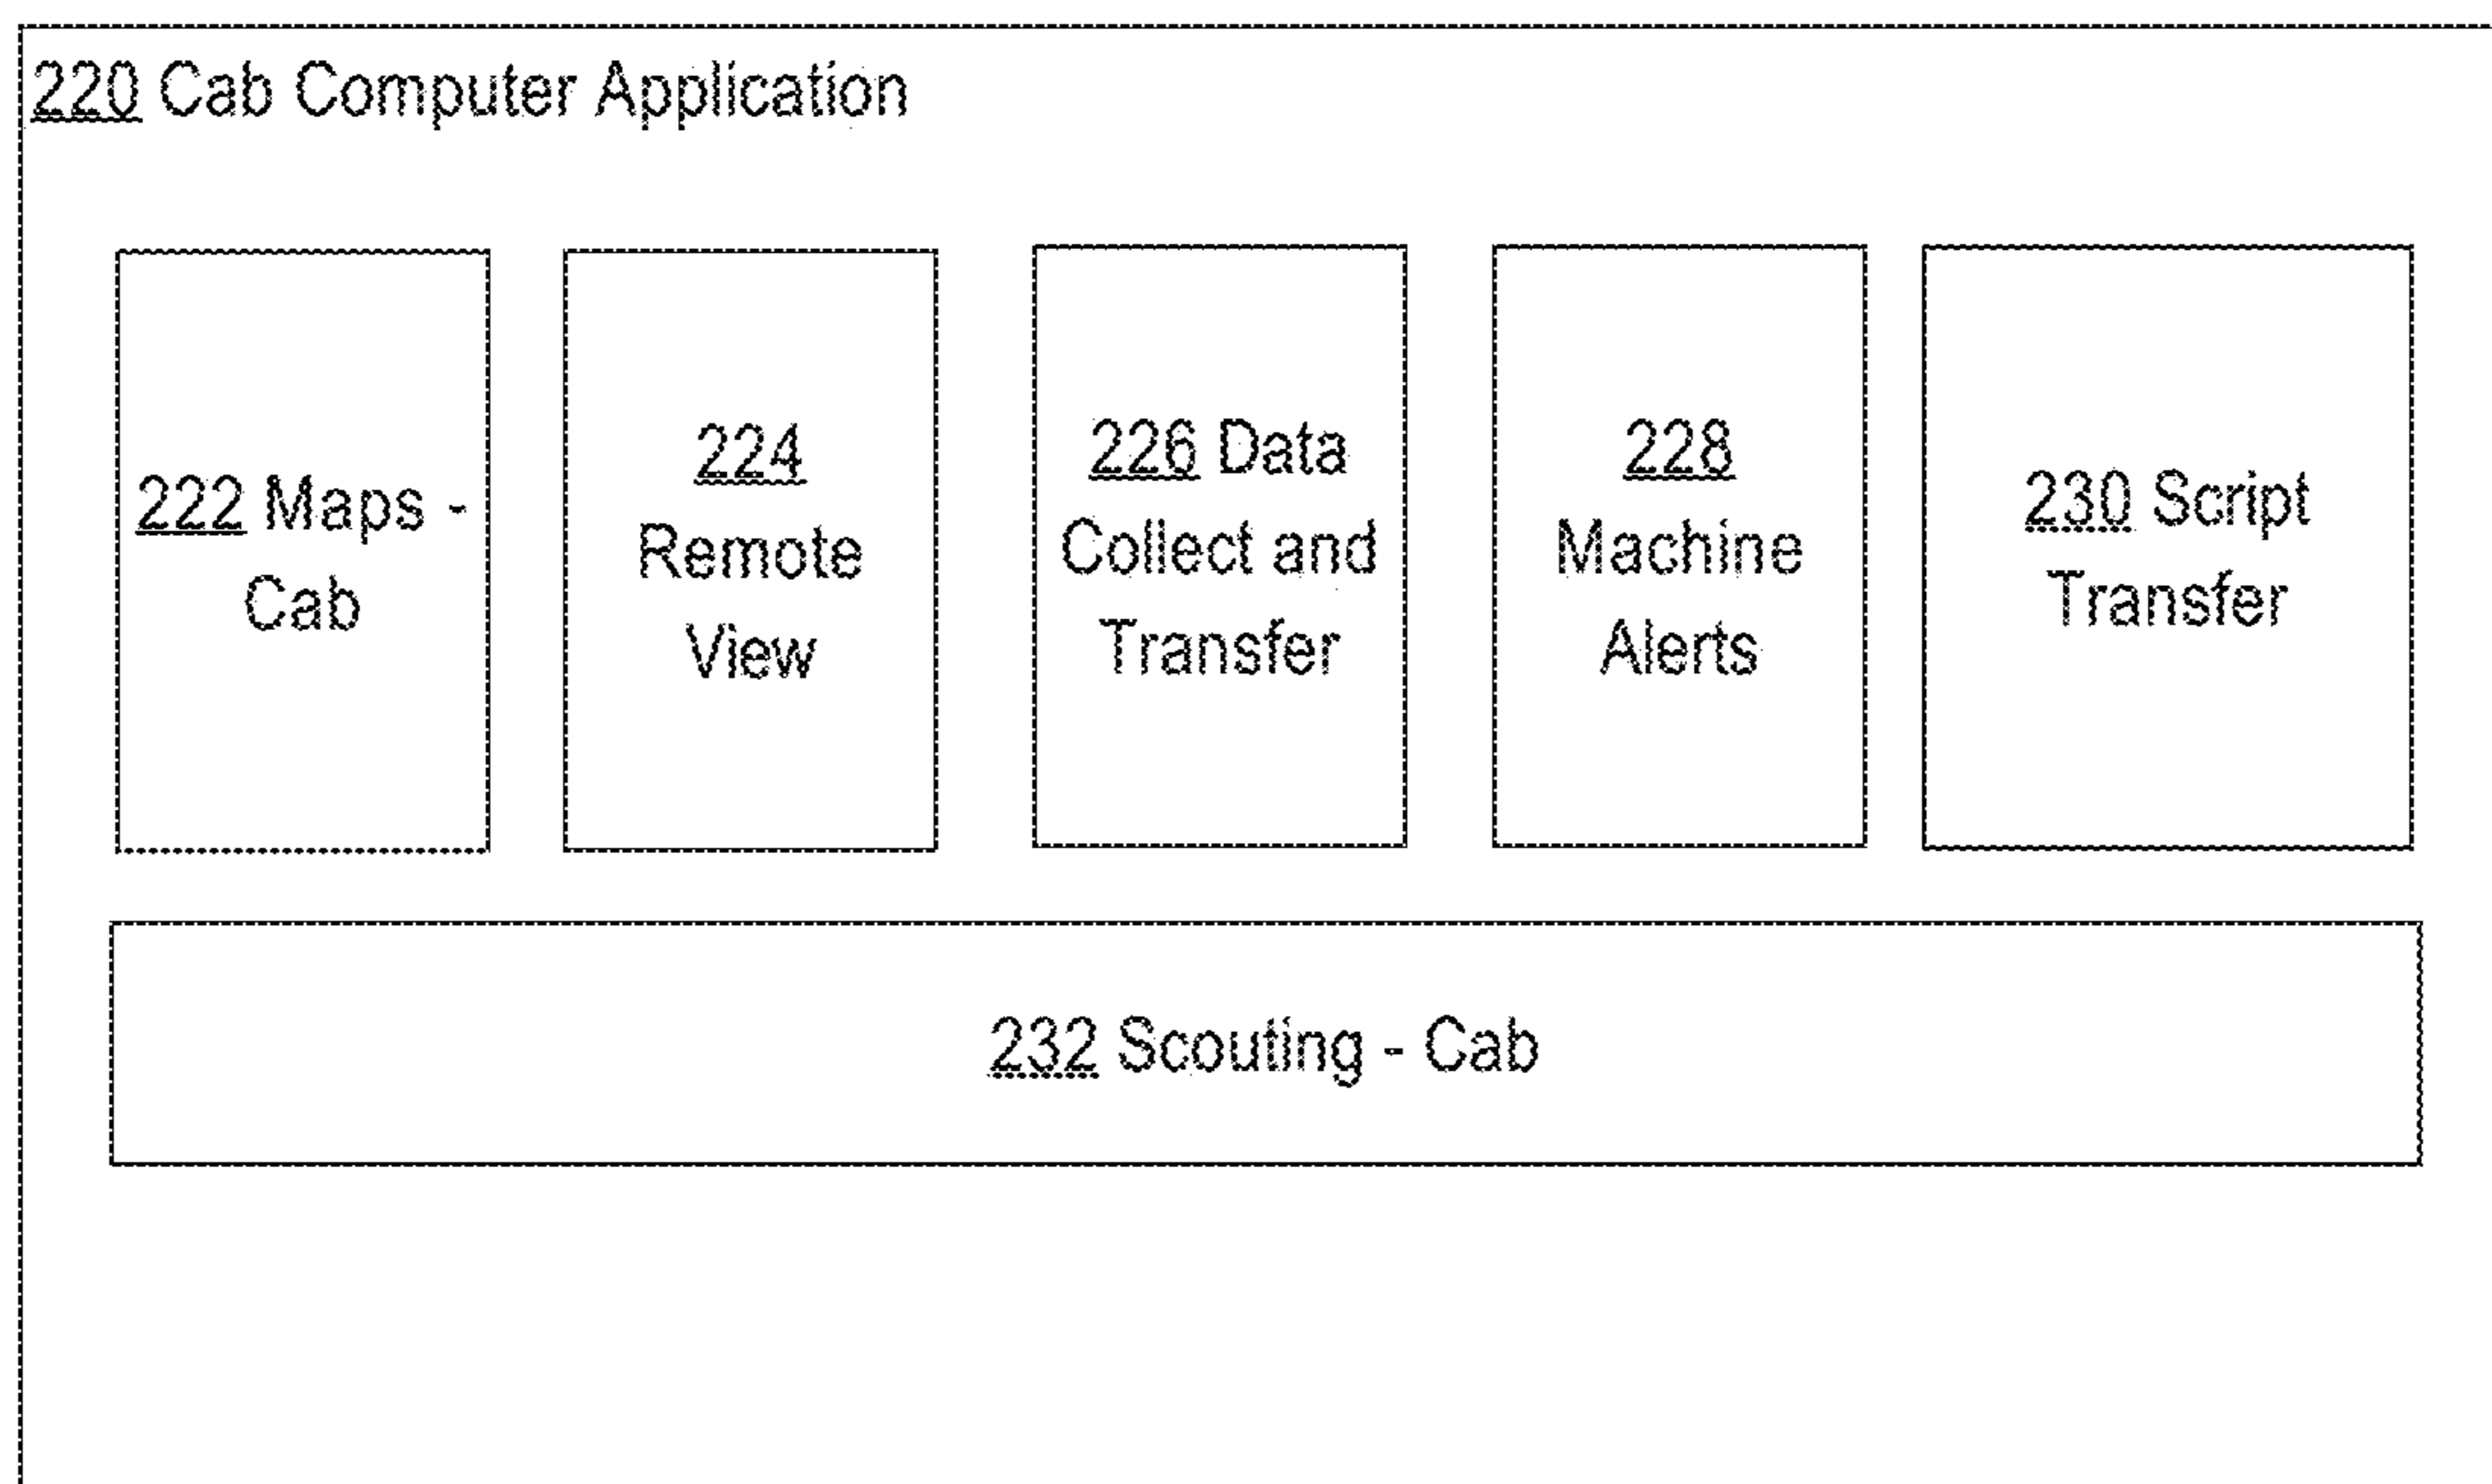 220 Cab Computer Application
222 Maps -
Cab
224
Remote
View
226 Data
Collect and
Transfer
228
Machine
Alerts
230 Script
Transfer
232 Scouting - Cab